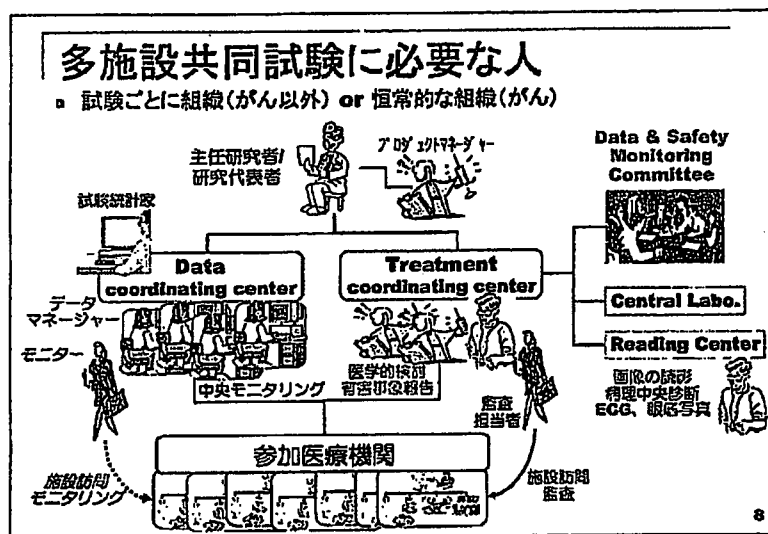 多施設共同試験に必要な人
試験ごとに組織(がん以外) or 恒常的な組織(がん)
主任研究者/
研究代表者
プロジェクトマネージャー
Data & Safety
Monitoring
Committee
試験統計家
Data
coordinating center
Treatment
coordinating center
データ
マネージャー
モニター
Central Labo.
Reading Center
中央モニタリング
医学的検討
有害事象報告
画像の読影
病理中央診断
ECG、眼底写真
監査
担当者
参加医療機関
施設訪問
モニタリング
施設訪問
監査
8